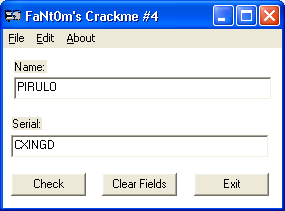 FaNt0m's Crackme #4
File Edit About
Name:
PIRULO
Serial:
CXINGD
Check Clear Fields Exit